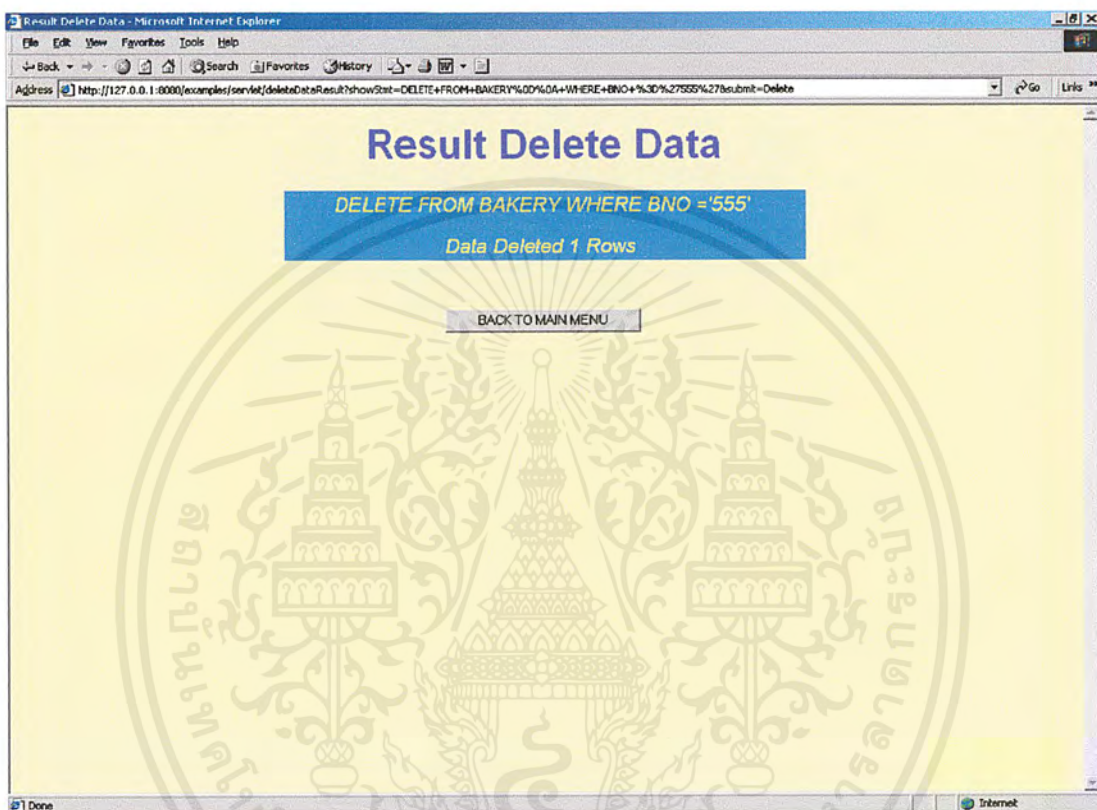 Result Delete Data - Microsoft Internet Explorer
File Edit View Favorites Tools Help
Back Search Favorites History
Address http://127.0.0.1:8080/examples/servlet/deleteDataResult?showStmt=DELETE+FROM+BAKERY%0D%0A+WHERE+BNO+%3D%27555%27&submit=Delete Go Links
Result Delete Data
DELETE FROM BAKERY WHERE BNO ='555'
Data Deleted 1 Rows
BACK TO MAIN MENU
Done Internet